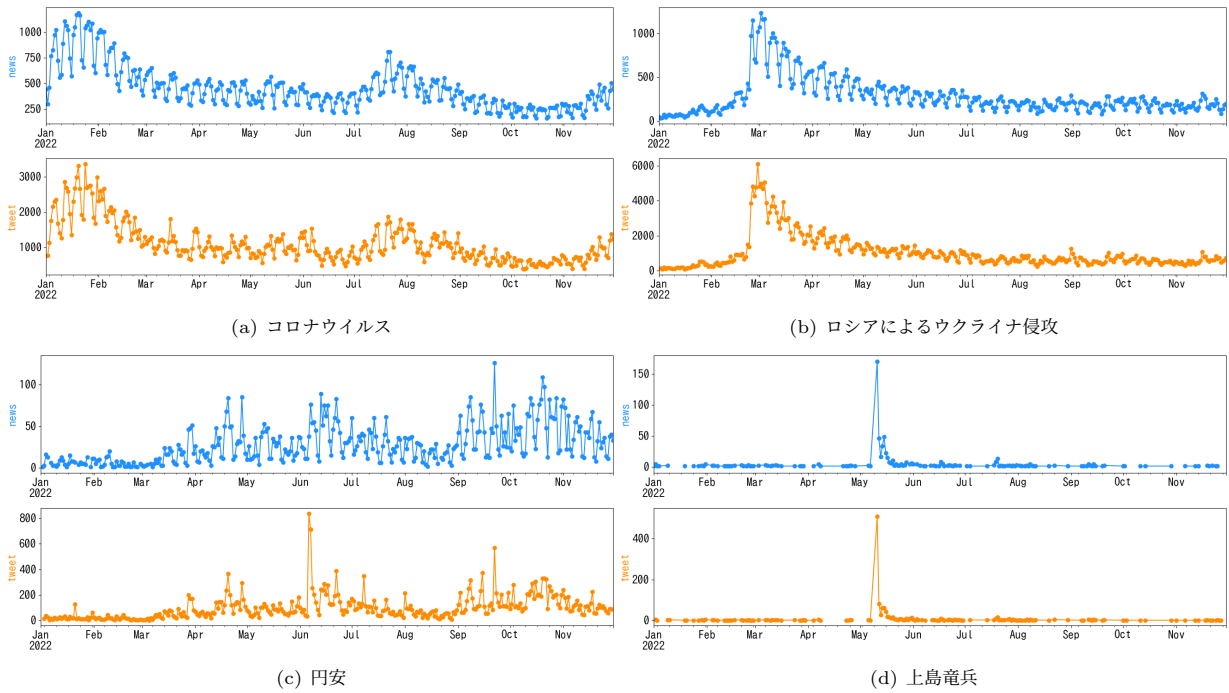 1000
750
500
250
news
Jan Feb Mar Apr May Jun Jul Aug Sep Oct Nov
2022
3000
2000
1000
tweet
Jan Feb Mar Apr May Jun Jul Aug Sep Oct Nov
2022
(a) コロナウイルス
1000
500
0
news
Jan Feb Mar Apr May Jun Jul Aug Sep Oct Nov
2022
6000
4000
2000
0
tweet
Jan Feb Mar Apr May Jun Jul Aug Sep Oct Nov
2022
(b) ロシアによるウクライナ侵攻
100
50
0
news
Jan Feb Mar Apr May Jun Jul Aug Sep Oct Nov
2022
800
600
400
200
0
tweet
Jan Feb Mar Apr May Jun Jul Aug Sep Oct Nov
2022
(c) 円安
150
100
50
0
news
Jan Feb Mar Apr May Jun Jul Aug Sep Oct Nov
2022
400
200
0
tweet
Jan Feb Mar Apr May Jun Jul Aug Sep Oct Nov
2022
(d) 上島竜兵